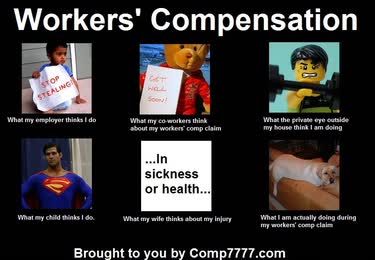 Workers' Compensation
STOP
STEALING!
GET
WELL
SOON!
What my employer thinks I do
What my co-workers think
about my workers' comp claim
What the private eye outside
my house think I am doing
...In
sickness
or health...
What my child thinks I do.
What my wife thinks about my injury
What I am actually doing during
my workers' comp claim
Brought to you by Comp7777.com